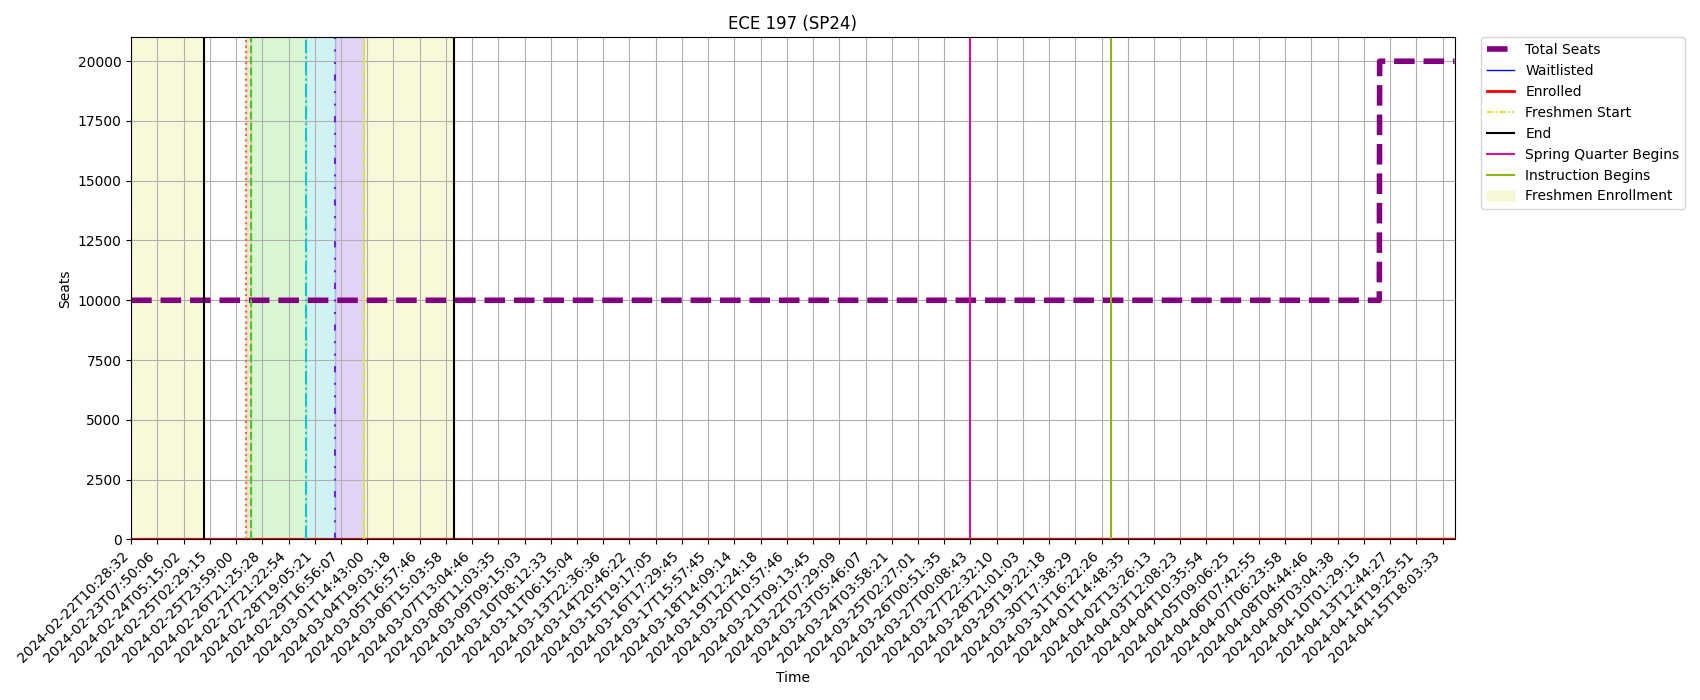 ECE 197 (SP24)
20000
17500
15000
12500
10000
7500
5000
2500
0
Seats
Total Seats
Waitlisted
Enrolled
Freshmen Start
End
Spring Quarter Begins
Instruction Begins
Freshmen Enrollment
2024-02-22T10:28:32
2024-02-23T07:50:06
2024-02-24T05:15:02
2024-02-25T02:29:15
2024-02-25T23:59:00
2024-02-26T21:25:28
2024-02-27T21:22:54
2024-02-28T19:05:21
2024-02-29T16:56:07
2024-03-01T14:43:00
2024-03-04T19:03:18
2024-03-05T16:57:46
2024-03-06T15:03:58
2024-03-07T13:04:46
2024-03-08T11:03:35
2024-03-09T09:15:03
2024-03-10T08:12:33
2024-03-11T06:15:04
2024-03-13T22:36:36
2024-03-14T20:46:22
2024-03-15T19:17:05
2024-03-16T17:29:45
2024-03-17T15:57:45
2024-03-18T14:09:14
2024-03-19T12:24:18
2024-03-20T10:57:46
2024-03-21T09:13:45
2024-03-22T07:29:09
2024-03-23T05:46:07
2024-03-24T03:58:21
2024-03-25T02:27:01
2024-03-26T00:51:35
2024-03-27T00:08:43
2024-03-27T22:32:10
2024-03-28T21:01:03
2024-03-29T19:22:18
2024-03-30T17:38:29
2024-03-31T16:22:26
2024-04-01T14:48:35
2024-04-02T13:26:13
2024-04-03T12:08:23
2024-04-04T10:35:54
2024-04-05T09:06:25
2024-04-06T07:42:55
2024-04-07T06:23:58
2024-04-08T04:44:46
2024-04-09T03:04:38
2024-04-10T01:29:15
2024-04-13T12:44:27
2024-04-14T19:25:51
2024-04-15T18:03:33
Time